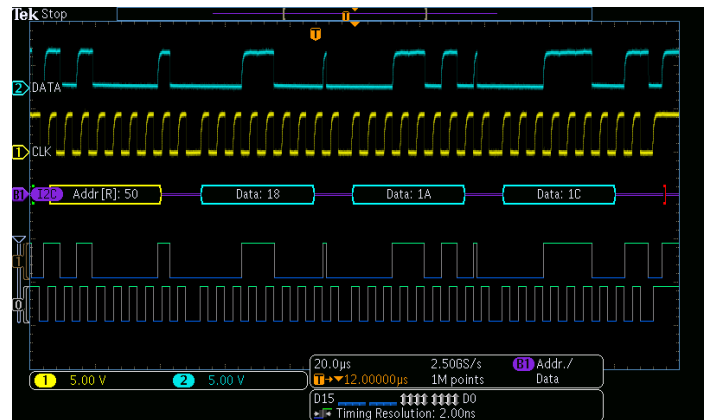 Tek Stop
T
T
2 DATA
1 CLK
B1 I2C Addr[R]: 50 Data: 18 Data: 1A Data: 1C
1
0
20.0µs 2.50GS/s B1 Addr./
T→▼12.00000µs 1M points Data
1 5.00 V 2 5.00 V
D15 D0
Timing Resolution: 2.00ns